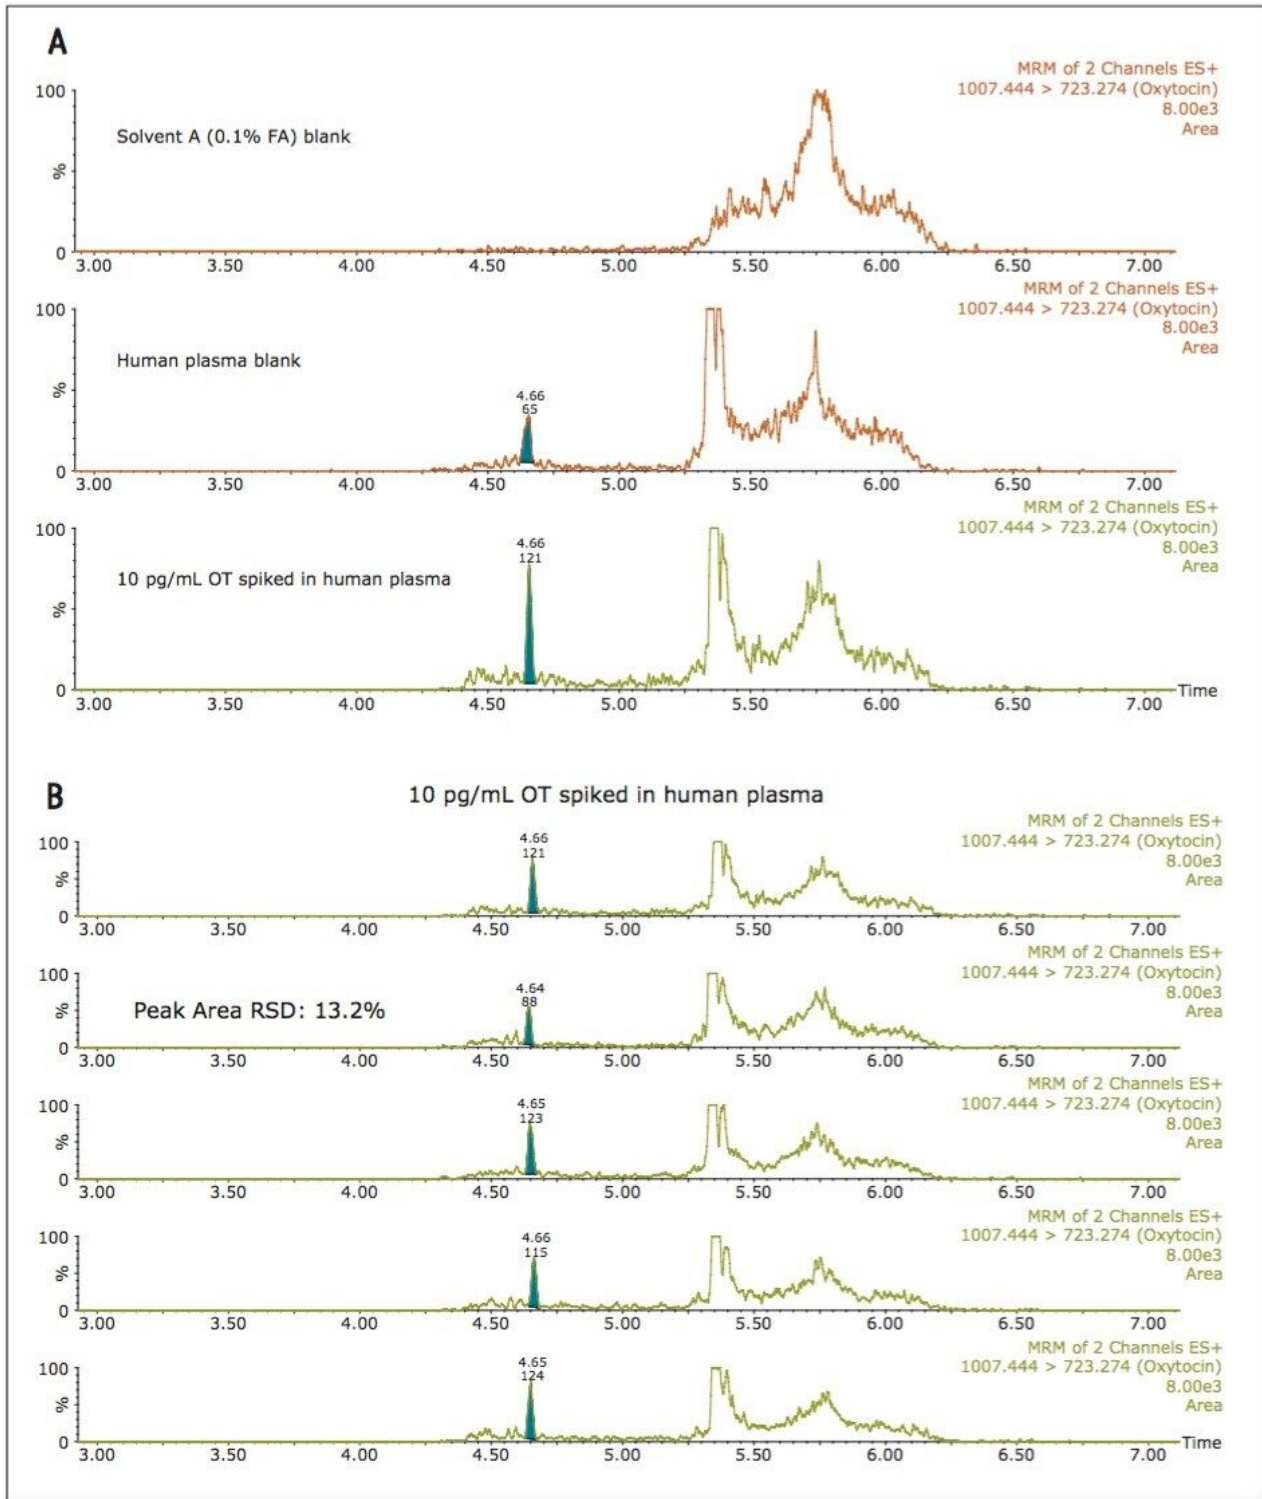 A
MRM of 2 Channels ES+
1007.444 > 723.274 (Oxytocin)
8.00e3
Area
100
Solvent A (0.1% FA) blank
%
0
3.00 3.50 4.00 4.50 5.00 5.50 6.00 6.50 7.00
MRM of 2 Channels ES+
1007.444 > 723.274 (Oxytocin)
8.00e3
Area
100
Human plasma blank
4.66
65
%
0
3.00 3.50 4.00 4.50 5.00 5.50 6.00 6.50 7.00
MRM of 2 Channels ES+
1007.444 > 723.274 (Oxytocin)
8.00e3
Area
100
4.66
121
10 pg/mL OT spiked in human plasma
%
0
Time
3.00 3.50 4.00 4.50 5.00 5.50 6.00 6.50 7.00
B
10 pg/mL OT spiked in human plasma
MRM of 2 Channels ES+
1007.444 > 723.274 (Oxytocin)
8.00e3
Area
100
4.66
121
%
0
3.00 3.50 4.00 4.50 5.00 5.50 6.00 6.50 7.00
MRM of 2 Channels ES+
1007.444 > 723.274 (Oxytocin)
8.00e3
Area
100
4.64
88
Peak Area RSD: 13.2%
%
0
3.00 3.50 4.00 4.50 5.00 5.50 6.00 6.50 7.00
MRM of 2 Channels ES+
1007.444 > 723.274 (Oxytocin)
8.00e3
Area
100
4.65
123
%
0
3.00 3.50 4.00 4.50 5.00 5.50 6.00 6.50 7.00
MRM of 2 Channels ES+
1007.444 > 723.274 (Oxytocin)
8.00e3
Area
100
4.66
115
%
0
3.00 3.50 4.00 4.50 5.00 5.50 6.00 6.50 7.00
MRM of 2 Channels ES+
1007.444 > 723.274 (Oxytocin)
8.00e3
Area
100
4.65
124
%
0
Time
3.00 3.50 4.00 4.50 5.00 5.50 6.00 6.50 7.00